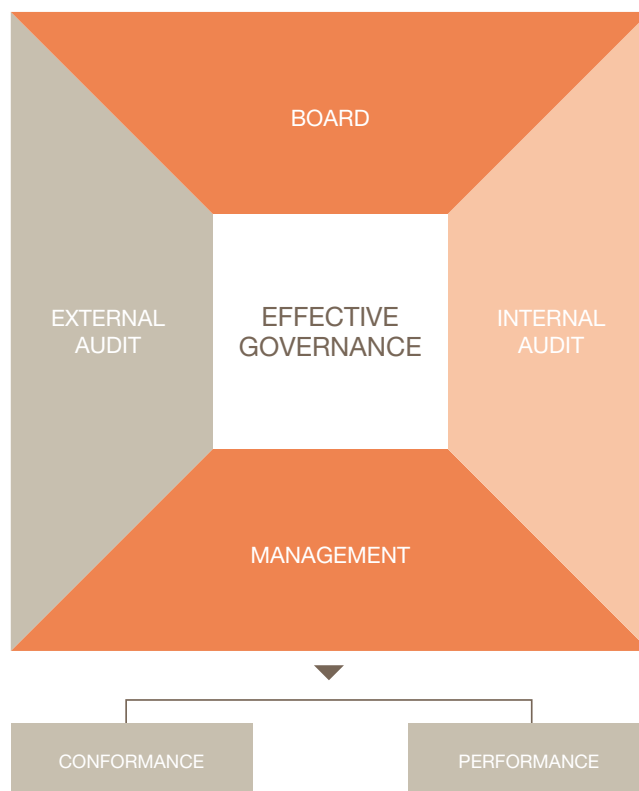 BOARD
EXTERNAL
AUDIT
EFFECTIVE
GOVERNANCE
INTERNAL
AUDIT
MANAGEMENT
CONFORMANCE
PERFORMANCE